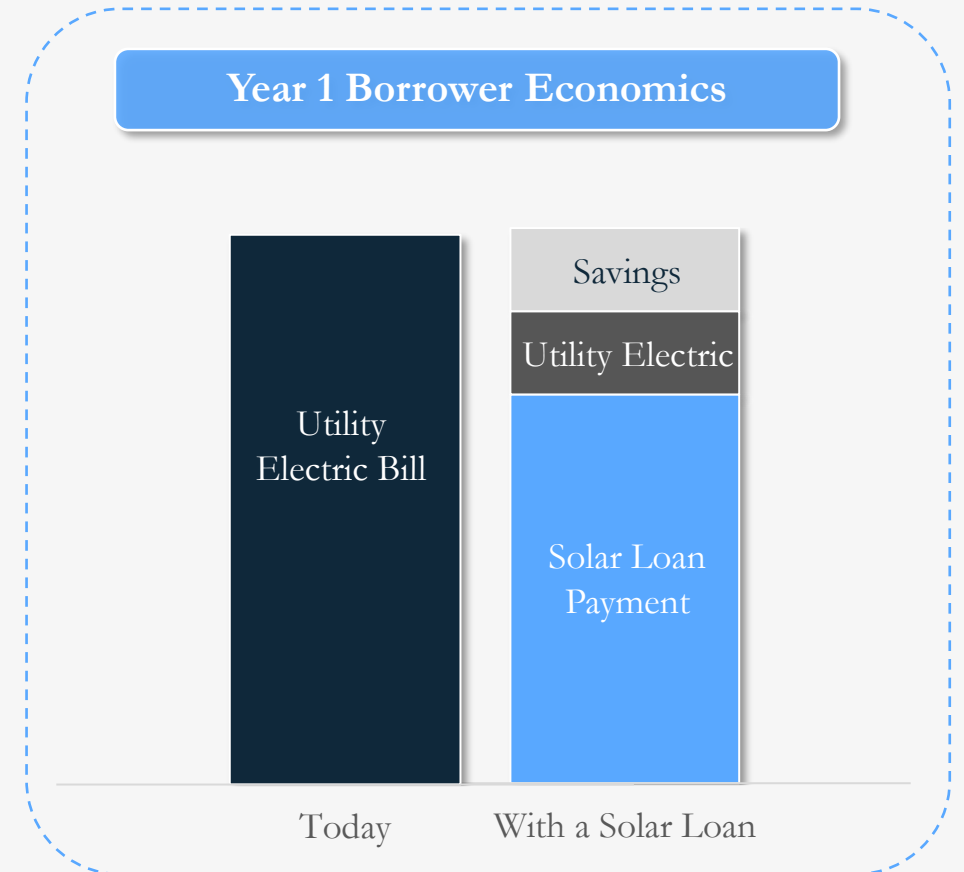 Year 1 Borrower Economics
Utility
Electric Bill
Savings
Utility Electric
Solar Loan
Payment
Today
With a Solar Loan